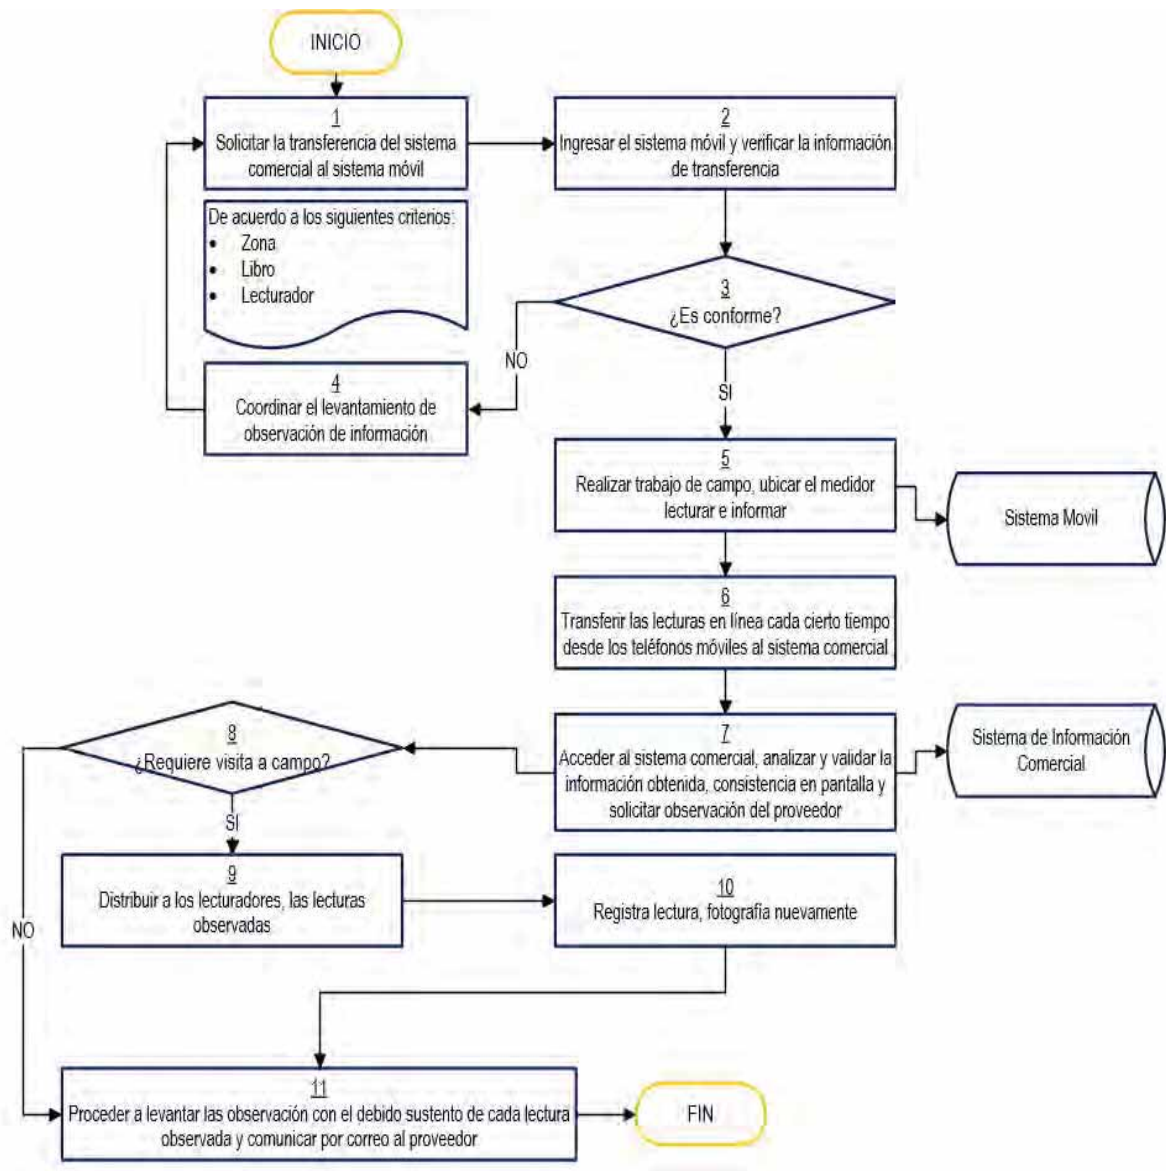 INICIO
1
Solicitar la transferencia del sistema
comercial al sistema móvil
2
Ingresar el sistema móvil y verificar la información
de transferencia
De acuerdo a los siguientes criterios:
• Zona
• Libro
• Lecturador
3
¿Es conforme?
NO
SI
4
Coordinar el levantamiento de
observación de información
5
Realizar trabajo de campo, ubicar el medidor
lecturar e informar
Sistema Movil
6
Transferir las lecturas en línea cada cierto tiempo
desde los teléfonos móviles al sistema comercial
7
Acceder al sistema comercial, analizar y validar la
información obtenida, consistencia en pantalla y
solicitar observación del proveedor
Sistema de Información
Comercial
8
¿Requiere visita a campo?
SI
NO
9
Distribuir a los lecturadores, las lecturas
observadas
10
Registra lectura, fotografía nuevamente
11
Proceder a levantar las observación con el debido sustento de cada lectura
observada y comunicar por correo al proveedor
FIN